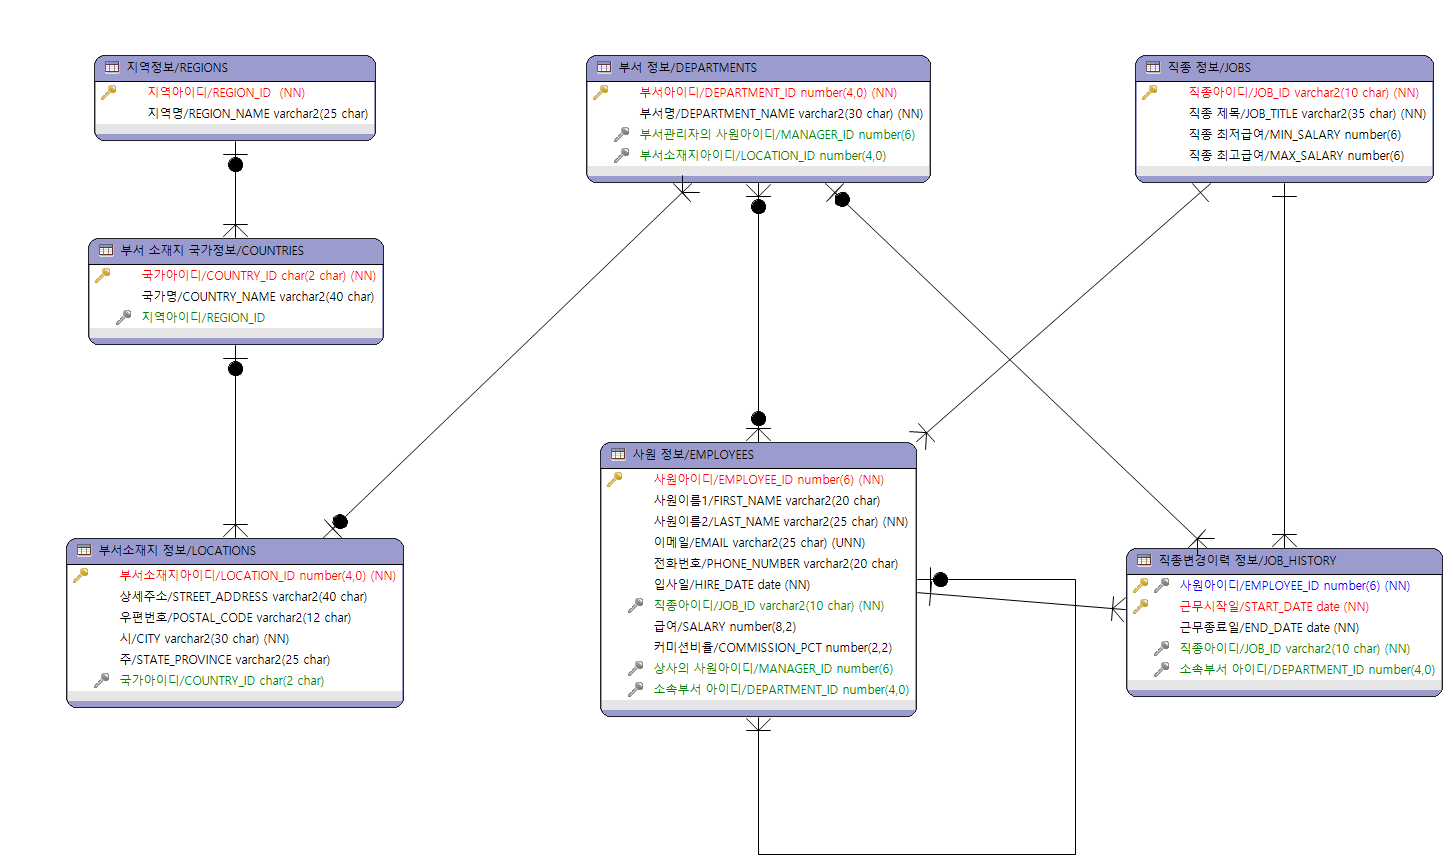 지역정보/REGIONS
지역아이디/REGION_ID (NN)
지역명/REGION_NAME varchar2(25 char)
부서 정보/DEPARTMENTS
부서아이디/DEPARTMENT_ID number(4,0) (NN)
부서명/DEPARTMENT_NAME varchar2(30 char) (NN)
부서관리자의 사원아이디/MANAGER_ID number(6)
부서소재지아이디/LOCATION_ID number(4,0)
직종 정보/JOBS
직종아이디/JOB_ID varchar2(10 char) (NN)
직종 제목/JOB_TITLE varchar2(35 char) (NN)
직종 최저급여/MIN_SALARY number(6)
직종 최고급여/MAX_SALARY number(6)
부서 소재지 국가정보/COUNTRIES
국가아이디/COUNTRY_ID char(2 char) (NN)
국가명/COUNTRY_NAME varchar2(40 char)
지역아이디/REGION_ID
부서소재지 정보/LOCATIONS
부서소재지아이디/LOCATION_ID number(4,0) (NN)
상세주소/STREET_ADDRESS varchar2(40 char)
우편번호/POSTAL_CODE varchar2(12 char)
시/CITY varchar2(30 char) (NN)
주/STATE_PROVINCE varchar2(25 char)
국가아이디/COUNTRY_ID char(2 char)
사원 정보/EMPLOYEES
사원아이디/EMPLOYEE_ID number(6) (NN)
사원이름1/FIRST_NAME varchar2(20 char)
사원이름2/LAST_NAME varchar2(25 char) (NN)
이메일/EMAIL varchar2(25 char) (UNN)
전화번호/PHONE_NUMBER varchar2(20 char)
입사일/HIRE_DATE date (NN)
직종아이디/JOB_ID varchar2(10 char) (NN)
급여/SALARY number(8,2)
커미션비율/COMMISSION_PCT number(2,2)
상사의 사원아이디/MANAGER_ID number(6)
소속부서 아이디/DEPARTMENT_ID number(4,0)
직종변경이력 정보/JOB_HISTORY
사원아이디/EMPLOYEE_ID number(6) (NN)
근무시작일/START_DATE date (NN)
근무종료일/END_DATE date (NN)
직종아이디/JOB_ID varchar2(10 char) (NN)
소속부서 아이디/DEPARTMENT_ID number(4,0)